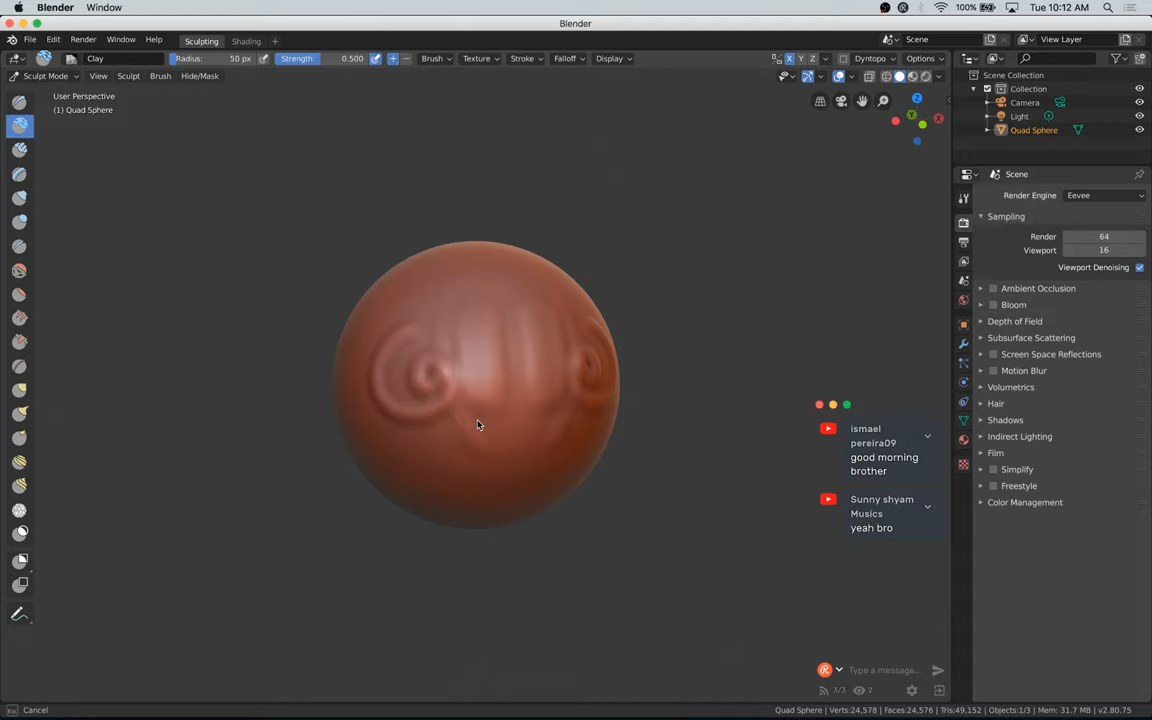 Blender Window 100% Tue 10:12 AM
Blender
File Edit Render Window Help Sculpting Shading + Scene View Layer
Clay Radius: 50 px Strength: 0.500 + − Brush Texture Stroke Falloff Display X Y Z Dyntopo Options
Sculpt Mode View Sculpt Brush Hide/Mask
User Perspective
(1) Quad Sphere
Z
Y
X
Scene Collection
Collection
Camera
Light
Quad Sphere
Scene
Render Engine Eevee
Sampling
Render 64
Viewport 16
Viewport Denoising
Ambient Occlusion
Bloom
Depth of Field
Subsurface Scattering
Screen Space Reflections
Motion Blur
Volumetrics
Hair
Shadows
Indirect Lighting
Film
Simplify
Freestyle
Color Management
ismael
pereira09
good morning
brother
Sunny shyam
Musics
yeah bro
Type a message...
3/3 2
Cancel Quad Sphere | Verts:24,578 | Faces:24,576 | Tris:49,152 | Objects:1/3 | Mem: 31.7 MB | v2.80.75